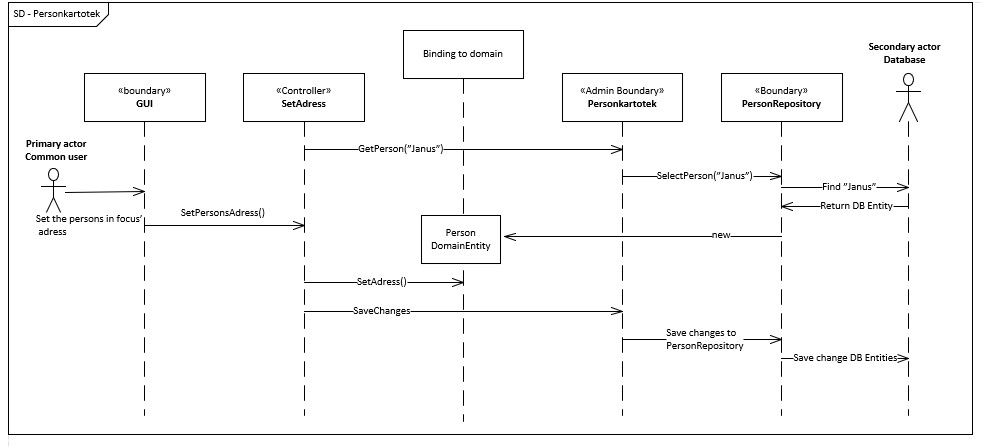 SD - Personkartotek
Binding to domain
Secondary actor
Database
«boundary»
GUI
«Controller»
SetAdress
«Admin Boundary»
Personkartotek
«Boundary»
PersonRepository
Primary actor
Common user
GetPerson("Janus")
SelectPerson("Janus")
Find "Janus"
Return DB Entity
Set the persons in focus'
adress
SetPersonsAdress()
Person
DomainEntity
new
SetAdress()
SaveChanges
Save changes to
PersonRepository
Save change DB Entities